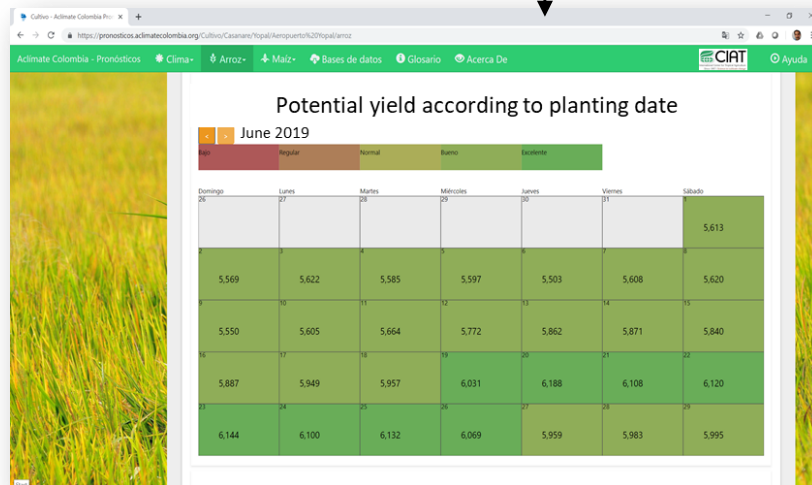 Cultivo - Aclimate Colombia Pro
https://pronosticos.aclimatecolombia.org/Cultivo/Casanare/Yopal/Aeropuerto%20Yopal/arroz
Aclimate Colombia - Pronósticos Clima Arroz Maíz Bases de datos Glosario Acerca De CIAT Ayuda
Potential yield according to planting date
< > June 2019
Bajo Regular Normal Bueno Excelente
Domingo Lunes Martes Miércoles Jueves Viernes Sábado
26 27 28 29 30 31 1
5,613
2 3 4 5 6 7 8
5,569 5,622 5,585 5,597 5,503 5,608 5,620
9 10 11 12 13 14 15
5,550 5,605 5,664 5,772 5,862 5,871 5,840
16 17 18 19 20 21 22
5,887 5,949 5,957 6,031 6,188 6,108 6,120
23 24 25 26 27 28 29
6,144 6,100 6,132 6,069 5,959 5,983 5,995